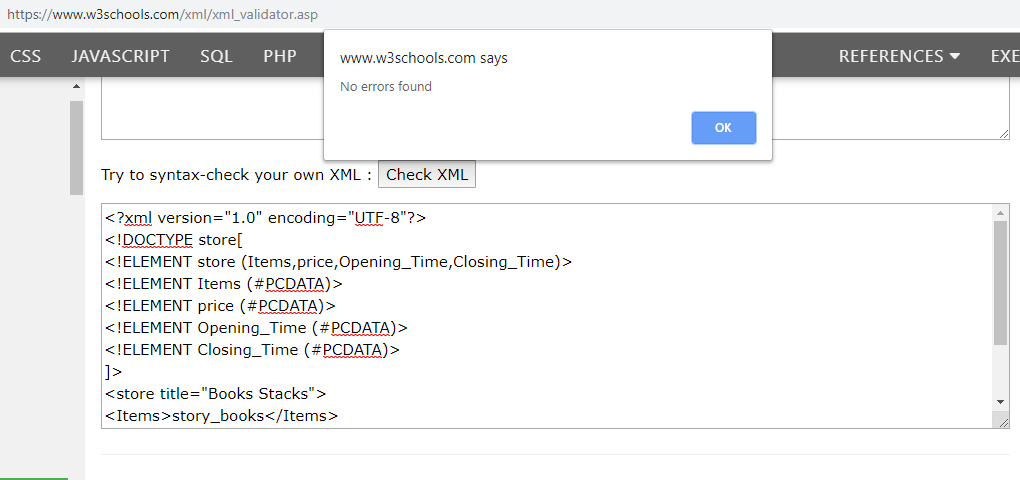 https://www.w3schools.com/xml/xml_validator.asp
CSS JAVASCRIPT SQL PHP REFERENCES EXE
www.w3schools.com says
No errors found
OK
Try to syntax-check your own XML : Check XML
<?xml version="1.0" encoding="UTF-8"?>
<!DOCTYPE store[
<!ELEMENT store (Items,price,Opening_Time,Closing_Time)>
<!ELEMENT Items (#PCDATA)>
<!ELEMENT price (#PCDATA)>
<!ELEMENT Opening_Time (#PCDATA)>
<!ELEMENT Closing_Time (#PCDATA)>
]>
<store title="Books Stacks">
<Items>story_books</Items>